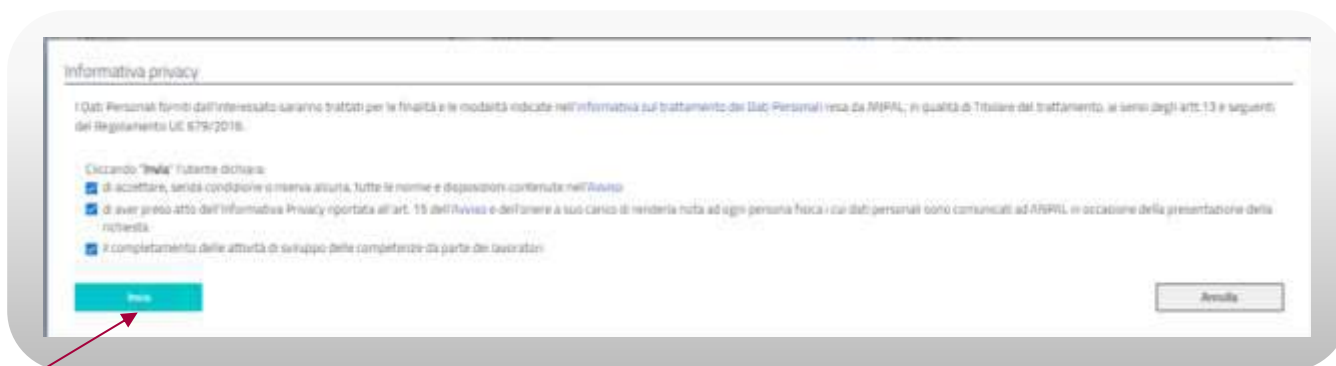 Informativa privacy
I Dati Personali forniti dall'interessato saranno trattati per le finalità e le modalità indicate nell'informativa sul trattamento dei Dati Personali resa da ANPAL, in qualità di Titolare del trattamento, ai sensi degli artt.13 e seguenti
del Regolamento UE 679/2016.
Cliccando "Invia" l'utente dichiara:
di accettare, senza condizione o riserva alcuna, tutte le norme e disposizioni contenute nell'Avviso
di aver preso atto dell'Informativa Privacy riportata all'art. 15 dell'Avviso e dell'onere a suo carico di renderla nota ad ogni persona fisica i cui dati personali sono comunicati ad ANPAL in occasione della presentazione della
richiesta.
il completamento delle attività di sviluppo delle competenze da parte dei lavoratori
Invia
Annulla